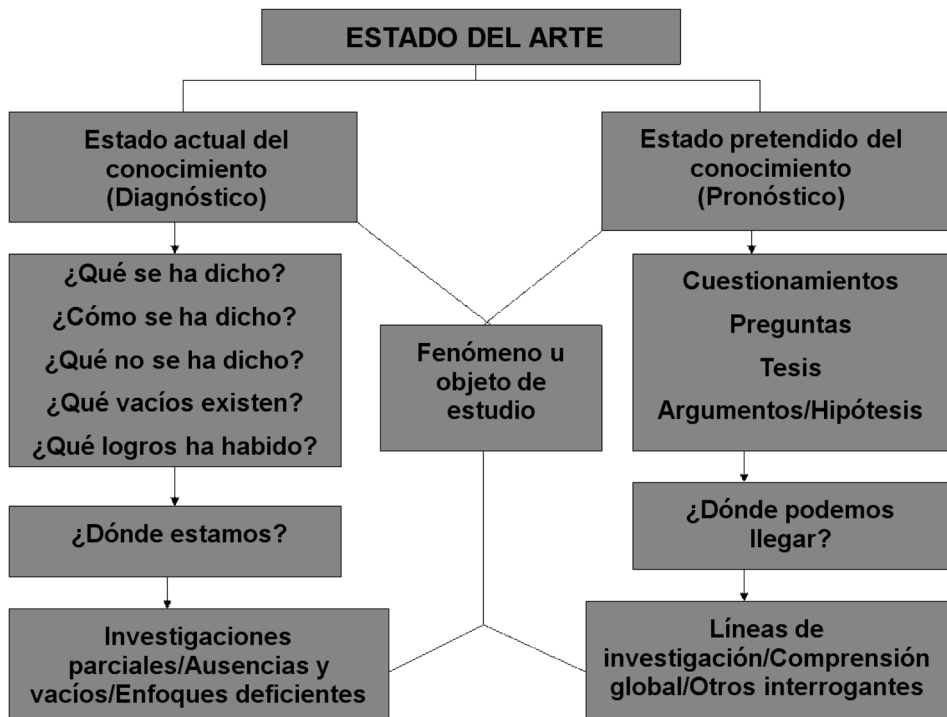 ESTADO DEL ARTE
Estado actual del
conocimiento
(Diagnóstico)
Estado pretendido del
conocimiento
(Pronóstico)
¿Qué se ha dicho?
¿Cómo se ha dicho?
¿Qué no se ha dicho?
¿Qué vacíos existen?
¿Qué logros ha habido?
Fenómeno u
objeto de
estudio
Cuestionamientos
Preguntas
Tesis
Argumentos/Hipótesis
¿Dónde estamos?
¿Dónde podemos
llegar?
Investigaciones
parciales/Ausencias y
vacíos/Enfoques deficientes
Líneas de
investigación/Comprensión
global/Otros interrogantes